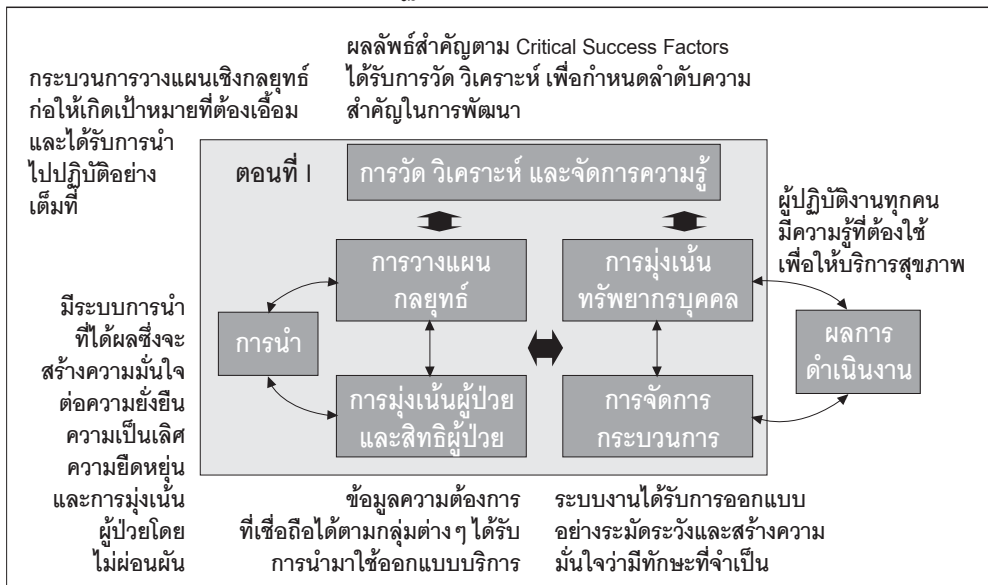 ผลลัพธ์สำคัญตาม Critical Success Factors
ได้รับการวัด วิเคราะห์ เพื่อกำหนดลำดับความ
สำคัญในการพัฒนา
กระบวนการวางแผนเชิงกลยุทธ์
ก่อให้เกิดเป้าหมายที่ต้องเอื้อม
และได้รับการนำ
ไปปฏิบัติอย่าง
เต็มที่
ตอนที่ I
การวัด วิเคราะห์ และจัดการความรู้
ผู้ปฏิบัติงานทุกคน
มีความรู้ที่ต้องใช้
เพื่อให้บริการสุขภาพ
การวางแผน
กลยุทธ์
การมุ่งเน้น
ทรัพยากรบุคคล
มีระบบการนำ
ที่ได้ผลซึ่งจะ
สร้างความมั่นใจ
ต่อความยั่งยืน
ความเป็นเลิศ
ความยืดหยุ่น
และการมุ่งเน้น
ผู้ป่วยโดย
ไม่ผ่อนผัน
การนำ
ผลการ
ดำเนินงาน
การมุ่งเน้นผู้ป่วย
และสิทธิผู้ป่วย
การจัดการ
กระบวนการ
ข้อมูลความต้องการ
ที่เชื่อถือได้ตามกลุ่มต่าง ๆ ได้รับ
การนำมาใช้ออกแบบบริการ
ระบบงานได้รับการออกแบบ
อย่างระมัดระวังและสร้างความ
มั่นใจว่ามีทักษะที่จำเป็น